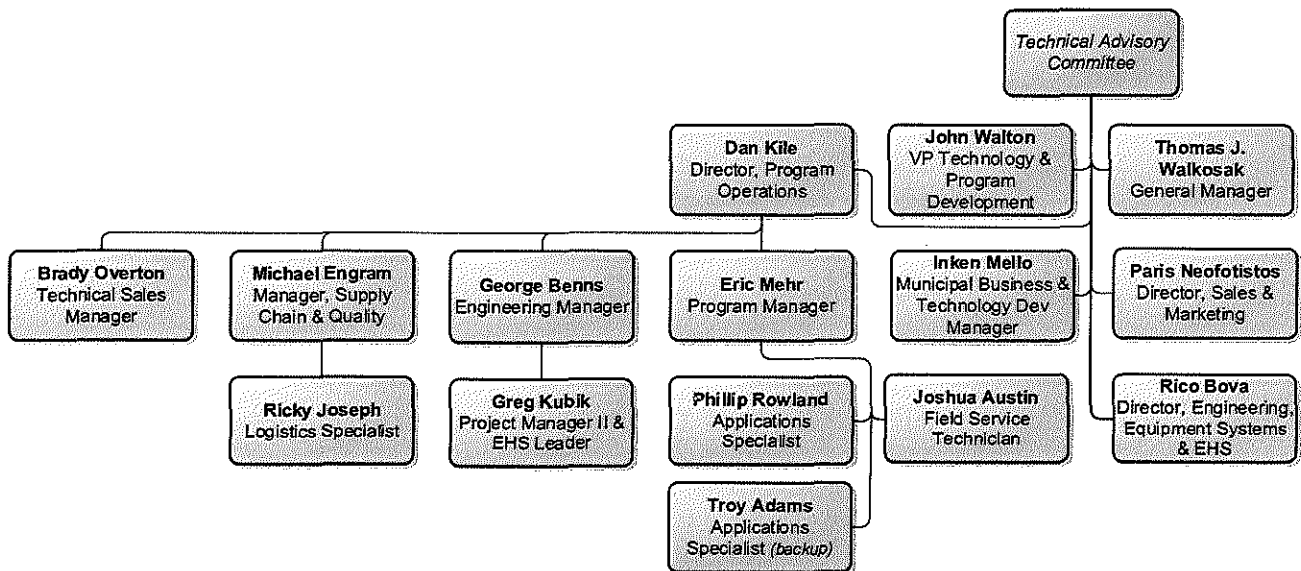 Technical Advisory
Committee
Dan Kile
Director, Program
Operations
John Walton
VP Technology &
Program
Development
Thomas J.
Walkosak
General Manager
Brady Overton
Technical Sales
Manager
Michael Engram
Manager, Supply
Chain & Quality
George Benns
Engineering Manager
Eric Mehr
Program Manager
Inken Mello
Municipal Business &
Technology Dev
Manager
Paris Neofotistos
Director, Sales &
Marketing
Ricky Joseph
Logistics Specialist
Greg Kubik
Project Manager II &
EHS Leader
Phillip Rowland
Applications
Specialist
Joshua Austin
Field Service
Technician
Rico Bova
Director, Engineering,
Equipment Systems
& EHS
Troy Adams
Applications
Specialist (backup)